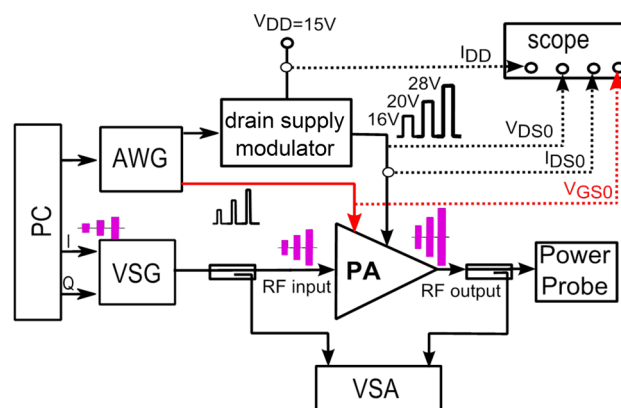 VDD=15V
scope
IDD
28V
20V
16V
drain supply
modulator
VDS0
IDS0
AWG
VGS0
PC
I
Q
VSG
RF input
PA
RF output
Power
Probe
VSA